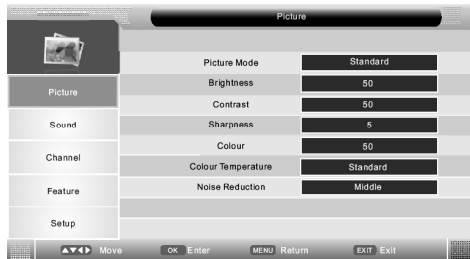 Picture
Picture Mode Standard
Brightness 50
Contrast 50
Sharpness 5
Colour 50
Colour Temperature Standard
Noise Reduction Middle
Picture
Sound
Channel
Feature
Setup
Move OK Enter MENU Return EXIT Exit